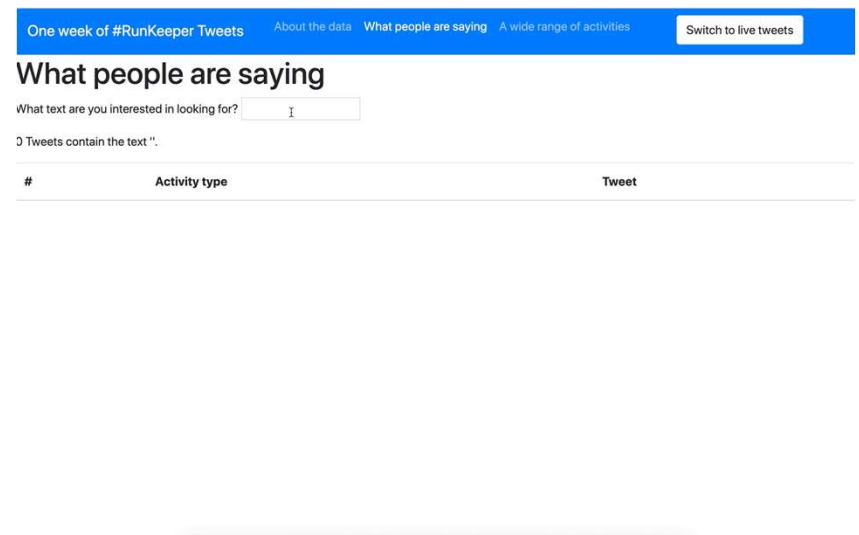 One week of #RunKeeper Tweets About the data What people are saying A wide range of activities Switch to live tweets
What people are saying
What text are you interested in looking for?
0 Tweets contain the text ''.
# Activity type Tweet